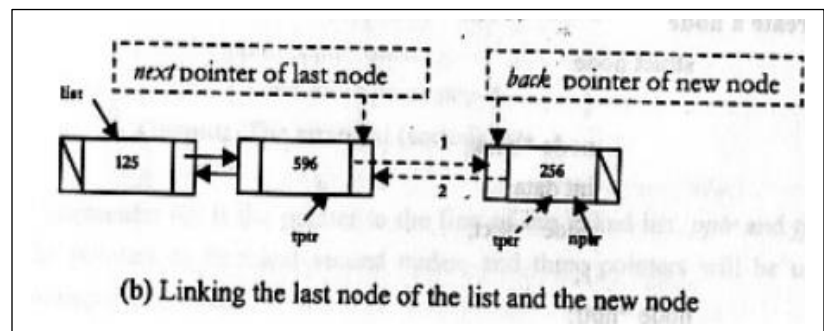 next pointer of last node
back pointer of new node
list
125
596
1
2
256
tptr
tptr
nptr
(b) Linking the last node of the list and the new node